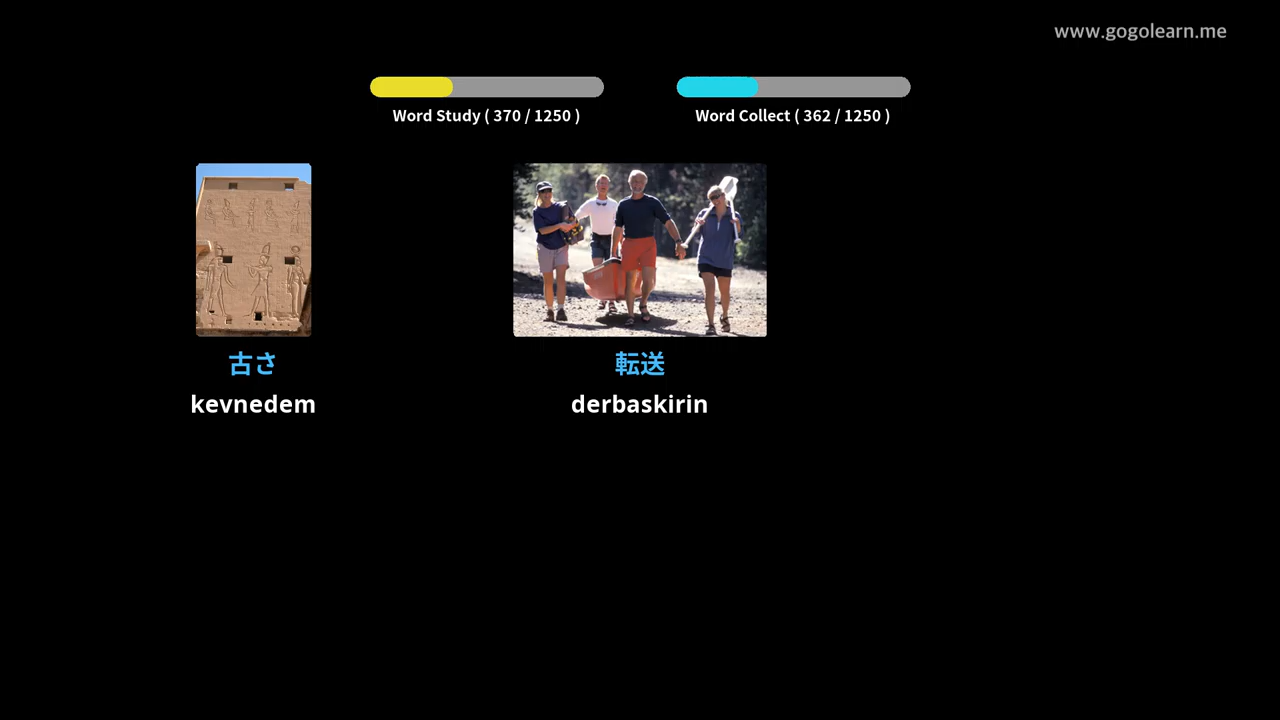 www.gogolearn.me
Word Study ( 370 / 1250 )
Word Collect ( 362 / 1250 )
古さ
転送
kevnedem
derbaskirin